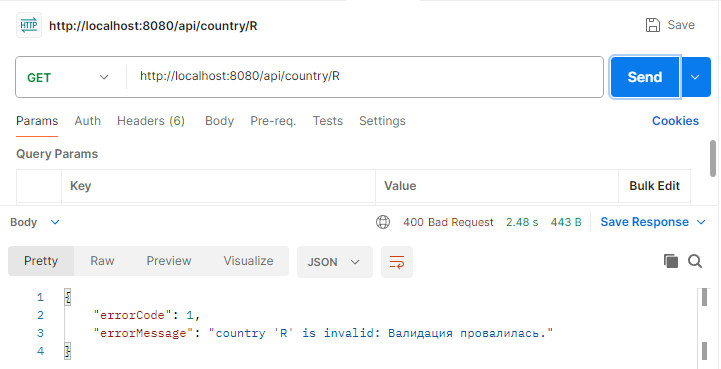 HTTP http://localhost:8080/api/country/R Save
GET http://localhost:8080/api/country/R Send
Params Auth Headers (6) Body Pre-req. Tests Settings Cookies
Query Params
Key Value Bulk Edit
Body 400 Bad Request 2.48 s 443 B Save Response
Pretty Raw Preview Visualize JSON
1 {
2 "errorCode": 1,
3 "errorMessage": "country 'R' is invalid: Валидация провалилась."
4 }